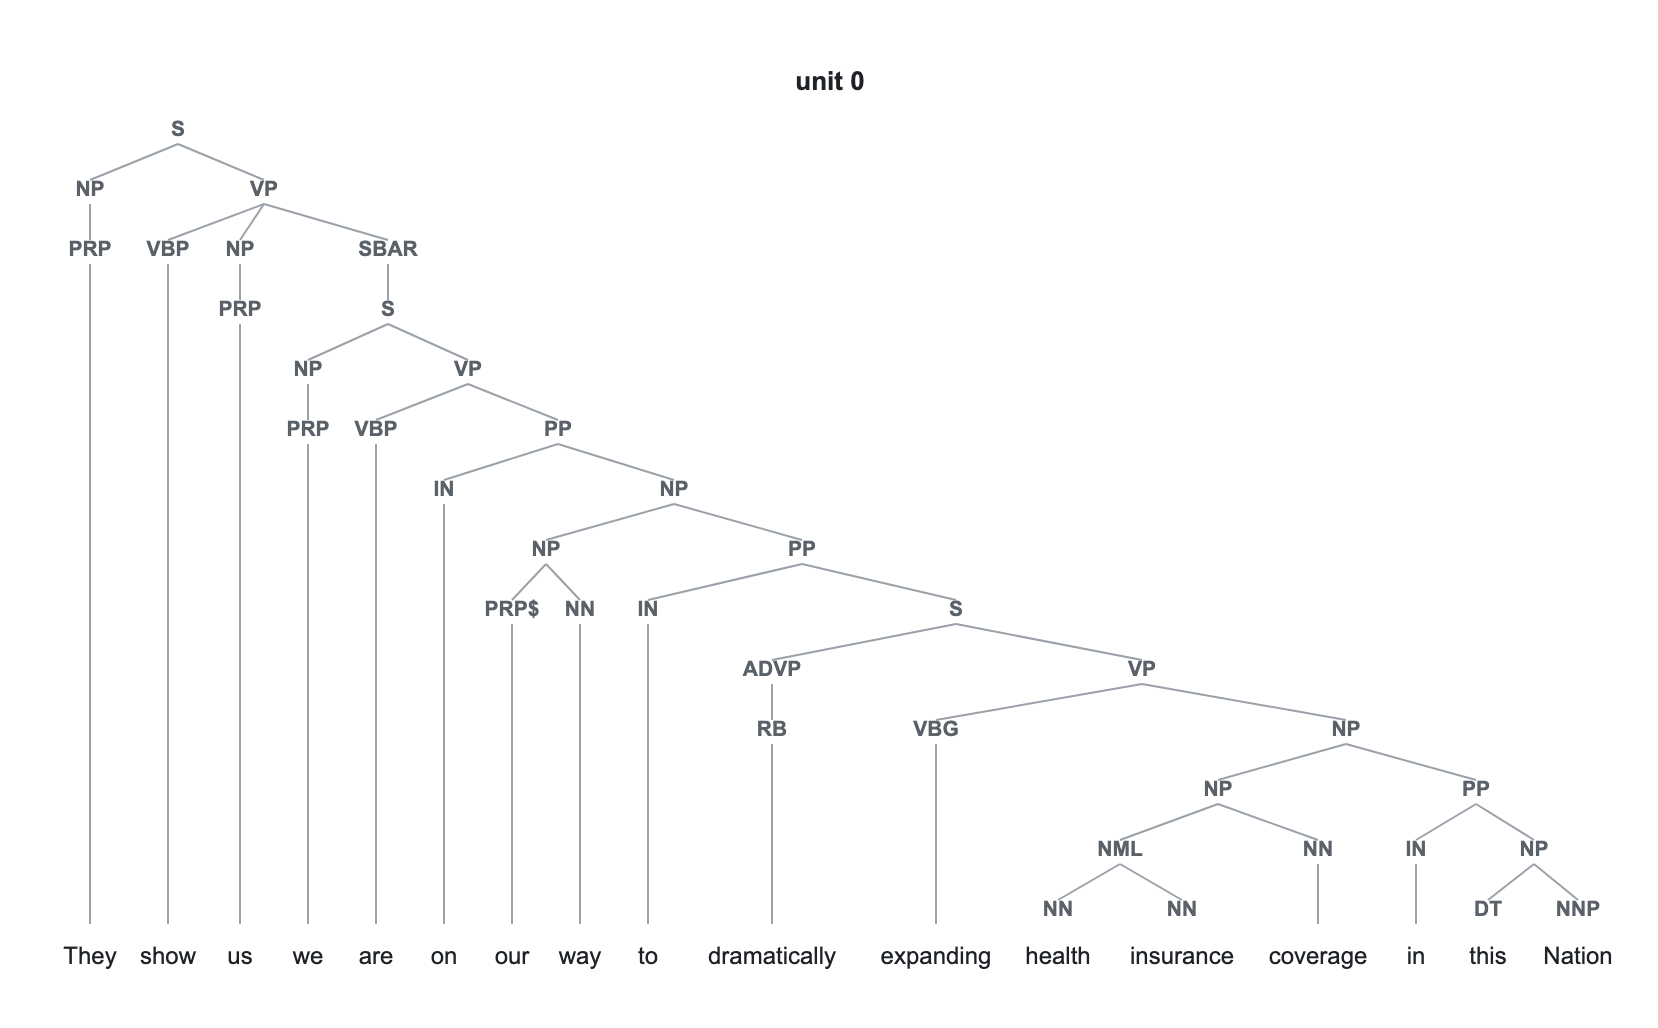 unit 0
S
NP VP
PRP VBP NP SBAR
PRP S
NP VP
PRP VBP PP
IN NP
NP PP
PRP$ NN IN S
ADVP VP
RB VBG NP
NP PP
NML NN IN NP
NN NN DT NNP
They show us we are on our way to dramatically expanding health insurance coverage in this Nation